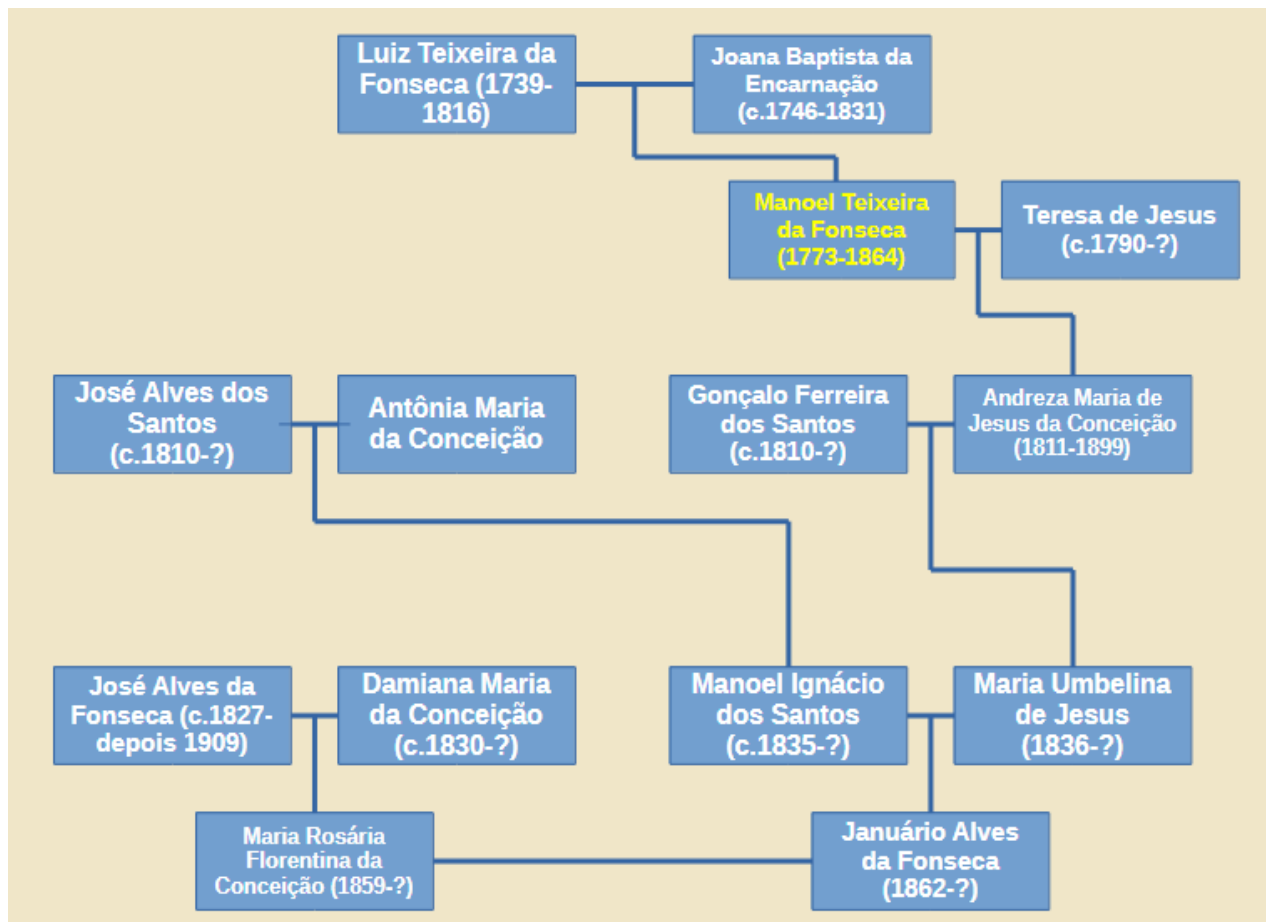 Luiz Teixeira da
Fonseca (1739-
1816)
Joana Baptista da
Encarnação
(c.1746-1831)
Manoel Teixeira
da Fonseca
(1773-1864)
Teresa de Jesus
(c.1790-?)
José Alves dos
Santos
(c.1810-?)
Antônia Maria
da Conceição
Gonçalo Ferreira
dos Santos
(c.1810-?)
Andreza Maria de
Jesus da Conceição
(1811-1899)
José Alves da
Fonseca (c.1827-
depois 1909)
Damiana Maria
da Conceição
(c.1830-?)
Manoel Ignácio
dos Santos
(c.1835-?)
Maria Umbelina
de Jesus
(1836-?)
Maria Rosária
Florentina da
Conceição (1859-?)
Januário Alves
da Fonseca
(1862-?)